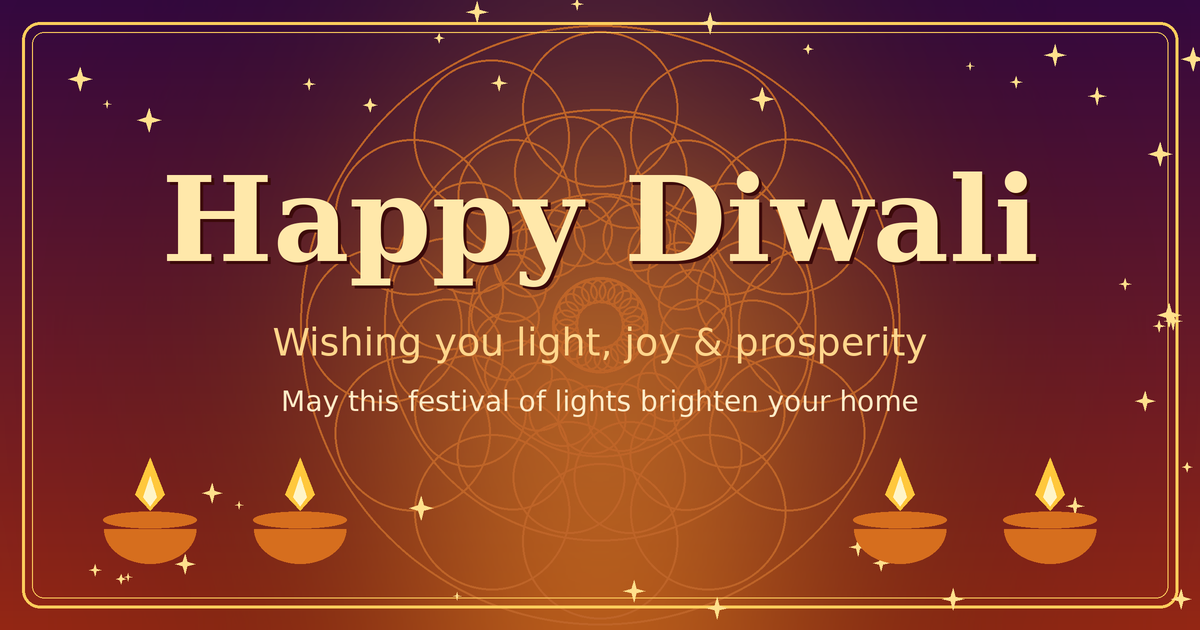 Happy Diwali
Wishing you light, joy & prosperity
May this festival of lights brighten your home